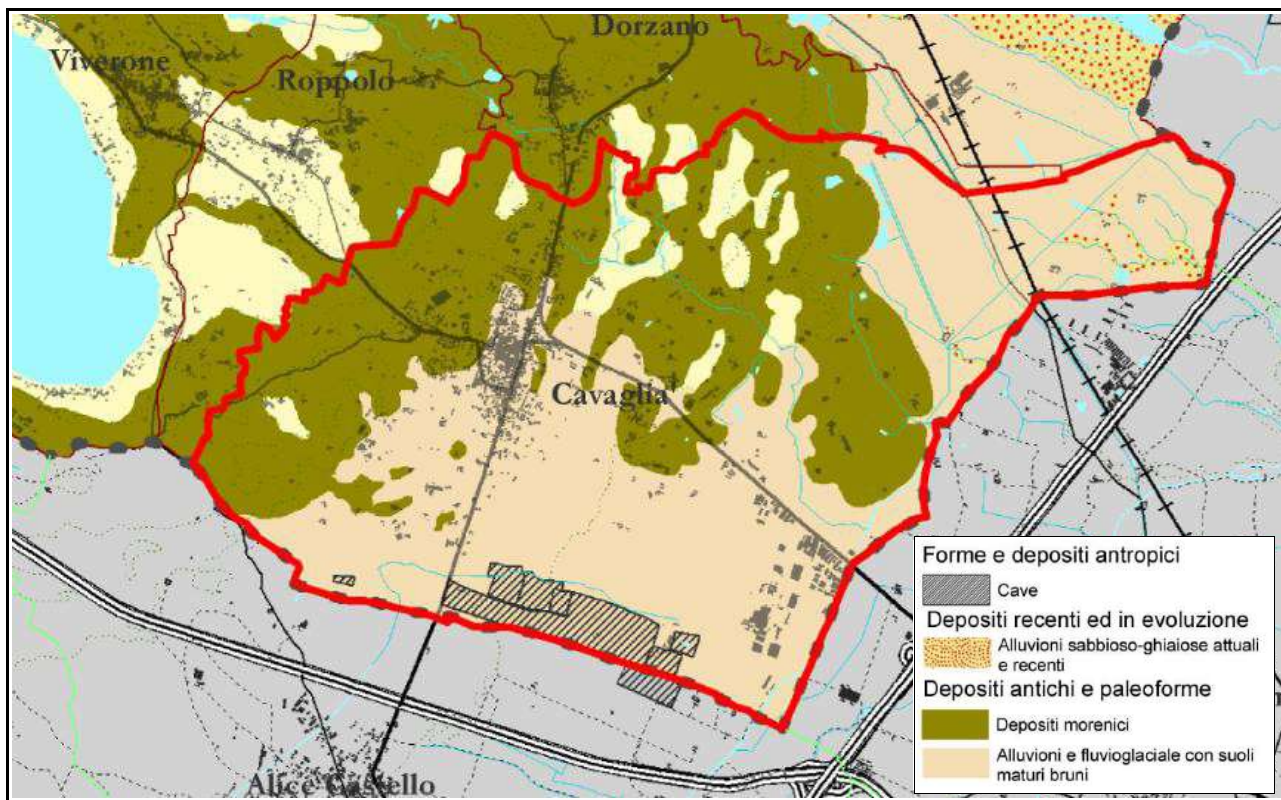 Dorzano
Viverone
Roppolo
Cavaglia'
Alice Castello
Forme e depositi antropici
Cave
Depositi recenti ed in evoluzione
Alluvioni sabbioso-ghiaiose attuali
e recenti
Depositi antichi e paleoforme
Depositi morenici
Alluvioni e fluvioglaciale con suoli
maturi bruni